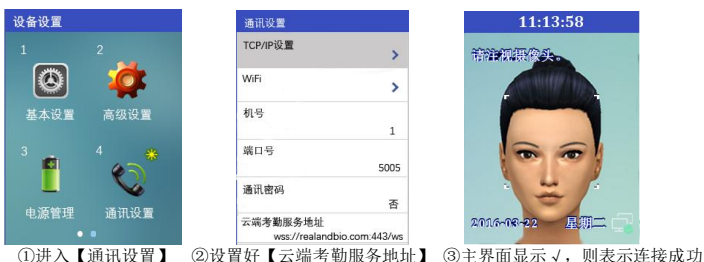 设备设置
1
2
基本设置
高级设置
3
4
电源管理
通讯设置
通讯设置
TCP/IP设置
WiFi
机号
1
端口号
5005
通讯密码
否
云端考勤服务地址
wss://realandbio.com:443/ws
11:13:58
请注视摄像头。
2016-03-22 星期二
①进入【通讯设置】 ②设置好【云端考勤服务地址】 ③主界面显示√，则表示连接成功